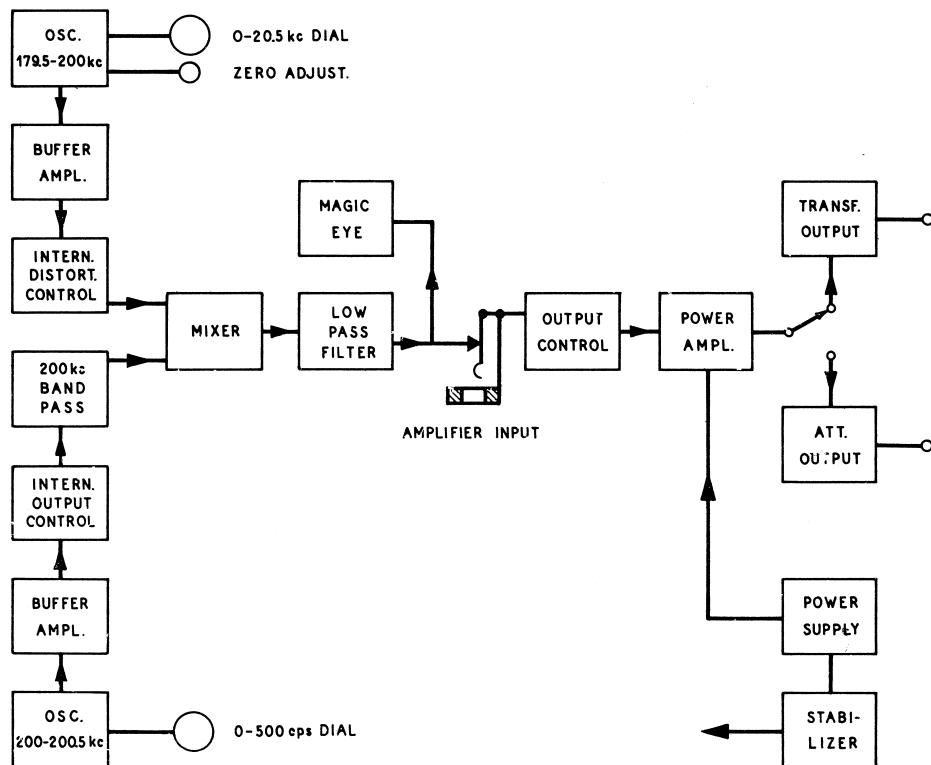 OSC.
179.5-200kc
0-20.5 kc DIAL
ZERO ADJUST.
BUFFER
AMPL.
INTERN.
DISTORT.
CONTROL
MAGIC
EYE
TRANSF.
OUTPUT
MIXER
LOW
PASS
FILTER
OUTPUT
CONTROL
POWER
AMPL.
200kc
BAND
PASS
AMPLIFIER INPUT
ATT.
OUTPUT
INTERN.
OUTPUT
CONTROL
BUFFER
AMPL.
POWER
SUPPLY
OSC.
200-200.5kc
0-500 cps DIAL
STABI-
LIZER